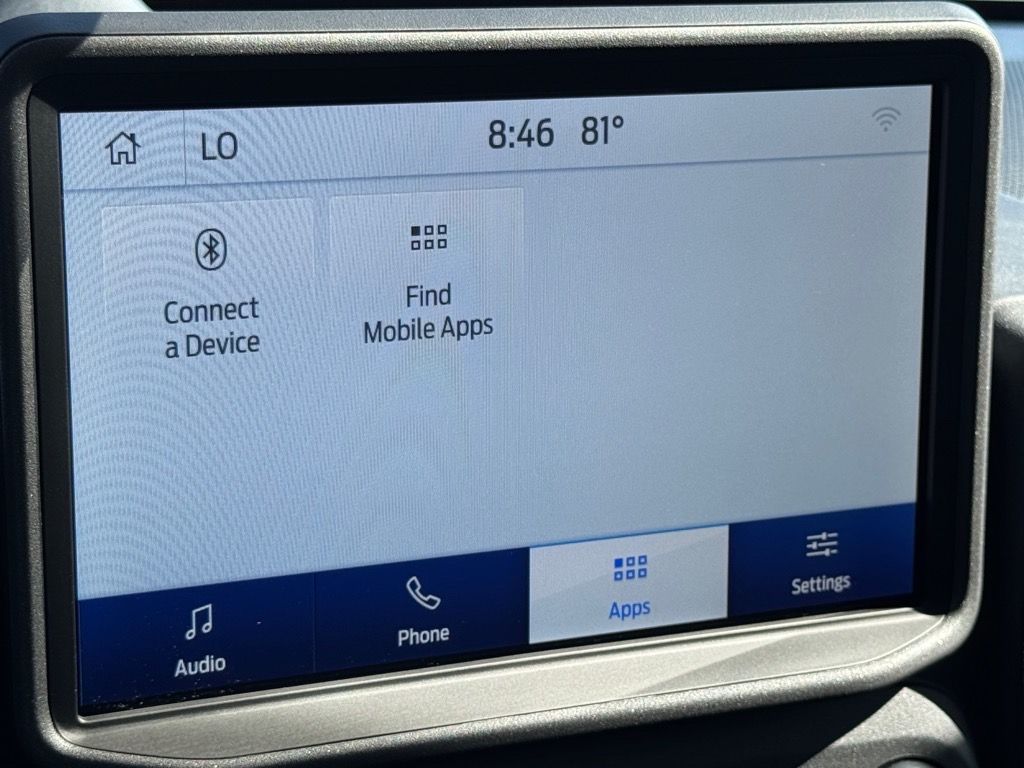 LO 8:46 81°
Connect
a Device
Find
Mobile Apps
Audio
Phone
Apps
Settings